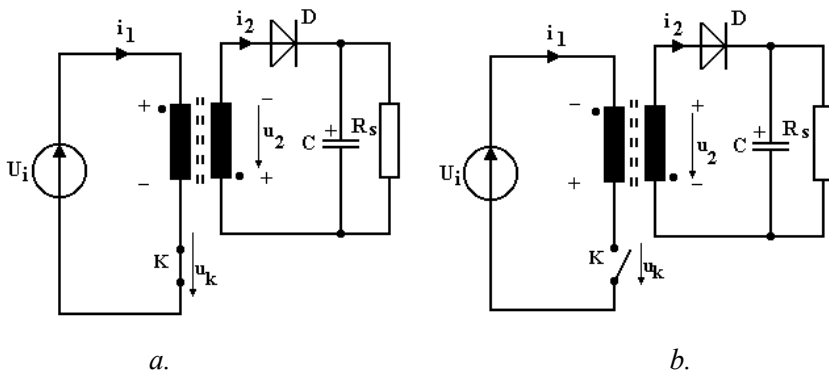 i1
i2
D
+
−
−
+
u2
C
+
Rs
Ui
K
uk
a.
i1
i2
D
−
+
+
−
u2
C
+
Rs
Ui
K
uk
b.